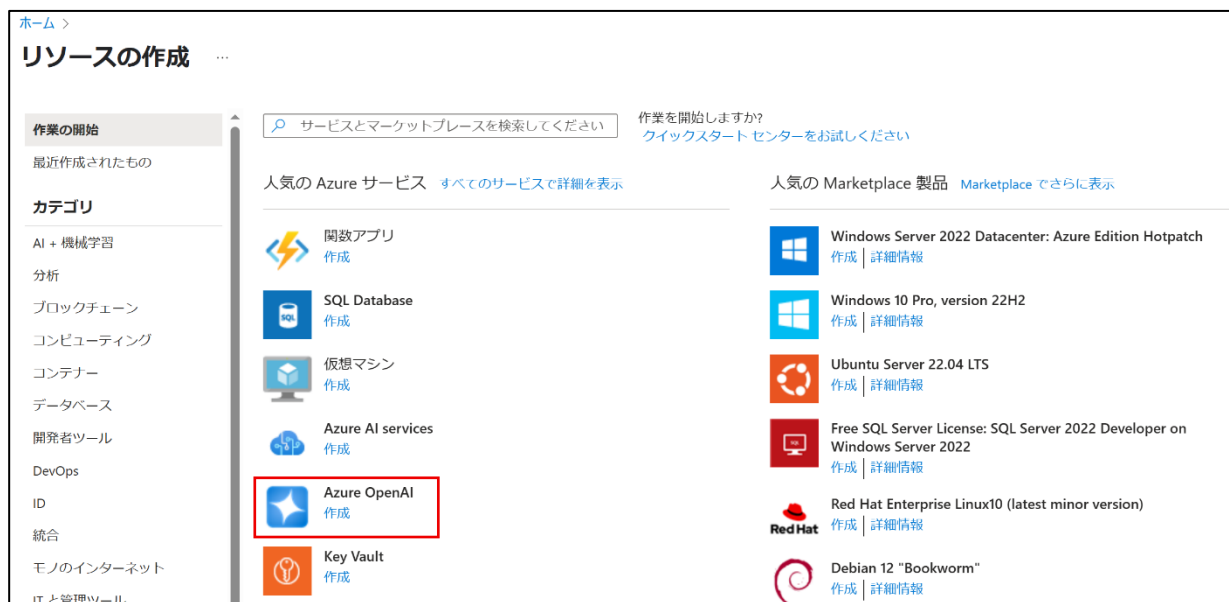 ホーム >
リソースの作成 …
作業の開始
最近作成されたもの
カテゴリ
AI + 機械学習
分析
ブロックチェーン
コンピューティング
コンテナー
データベース
開発者ツール
DevOps
ID
統合
モノのインターネット
IT と管理ツール
サービスとマーケットプレースを検索してください
作業を開始しますか?
クイックスタート センターをお試しください
人気の Azure サービス すべてのサービスで詳細を表示
関数アプリ
作成
SQL
SQL Database
作成
仮想マシン
作成
Azure AI services
作成
Azure OpenAI
作成
Key Vault
作成
人気の Marketplace 製品 Marketplace でさらに表示
Windows Server 2022 Datacenter: Azure Edition Hotpatch
作成 | 詳細情報
Windows 10 Pro, version 22H2
作成 | 詳細情報
Ubuntu Server 22.04 LTS
作成 | 詳細情報
Free SQL Server License: SQL Server 2022 Developer on
Windows Server 2022
作成 | 詳細情報
Red Hat
Red Hat Enterprise Linux10 (latest minor version)
作成 | 詳細情報
Debian 12 "Bookworm"
作成 | 詳細情報